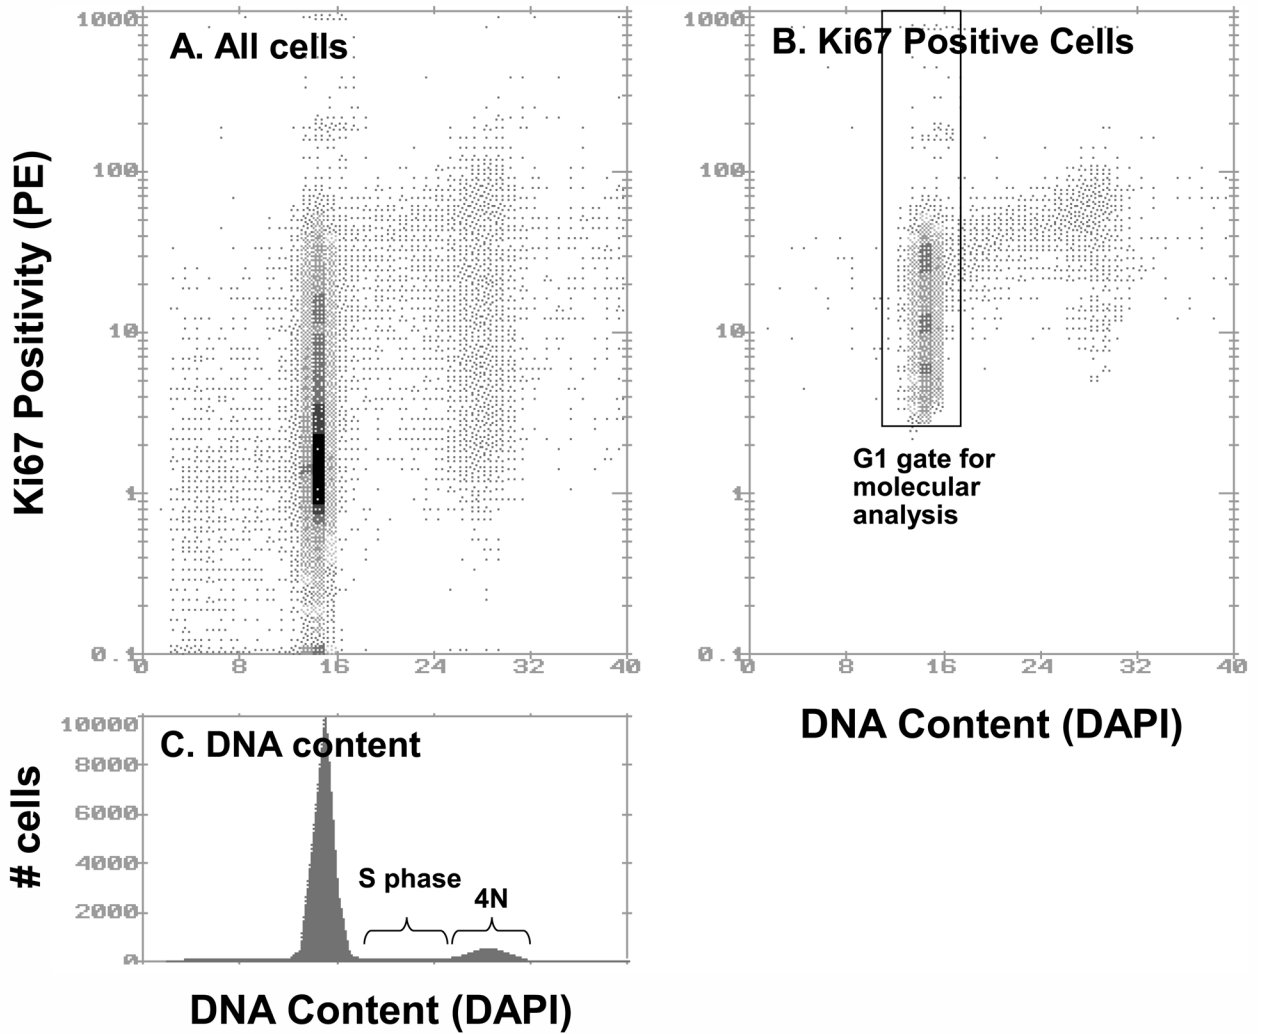 A. All cells
Ki67 Positivity (PE)
1000
100
10
1
0.1
0 8 16 24 32 40
B. Ki67 Positive Cells
1000
100
10
1
0.1
G1 gate for
molecular
analysis
0 8 16 24 32 40
DNA Content (DAPI)
C. DNA content
# cells
10000
8000
6000
4000
2000
0
S phase
4N
DNA Content (DAPI)